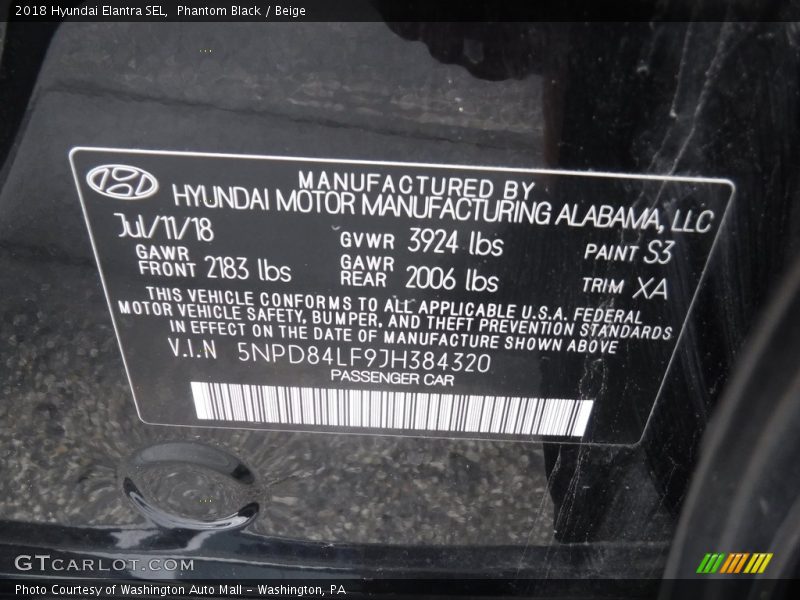 2018 Hyundai Elantra SEL, Phantom Black / Beige
MANUFACTURED BY
HYUNDAI MOTOR MANUFACTURING ALABAMA, LLC
Jul/11/18
GVWR 3924 lbs
PAINT S3
GAWR FRONT 2183 lbs
GAWR REAR 2006 lbs
TRIM XA
THIS VEHICLE CONFORMS TO ALL APPLICABLE U.S.A. FEDERAL
MOTOR VEHICLE SAFETY, BUMPER, AND THEFT PREVENTION STANDARDS
IN EFFECT ON THE DATE OF MANUFACTURE SHOWN ABOVE
V.I.N 5NPD84LF9JH384320
PASSENGER CAR
GTCARLOT.COM
Photo Courtesy of Washington Auto Mall - Washington, PA